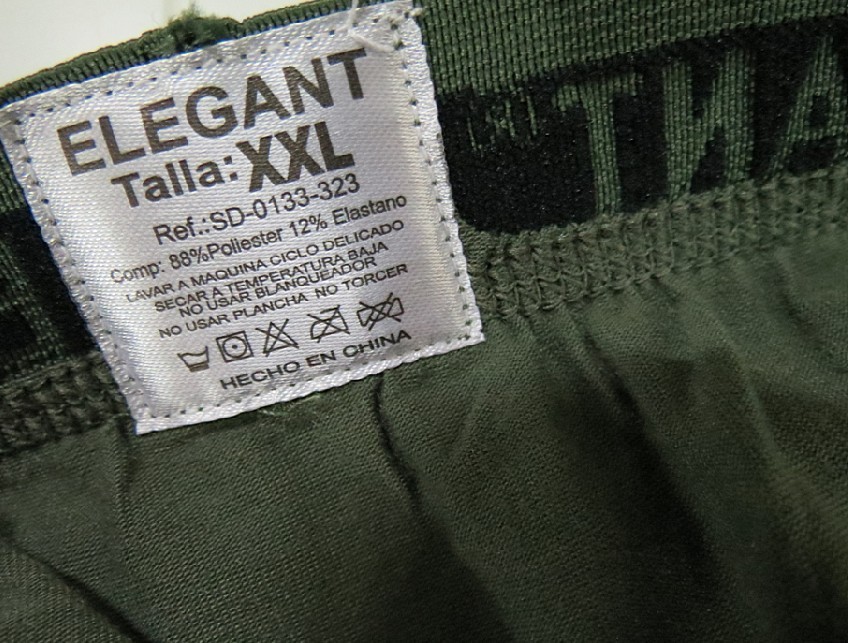 ELEGANT
Talla: XXL
Ref.:SD-0133-323
Comp: 88%Poliester 12% Elastano
LAVAR A MAQUINA CICLO DELICADO
SECAR A TEMPERATURA BAJA
NO USAR BLANQUEADOR
NO USAR PLANCHA NO TORCER
HECHO EN CHINA